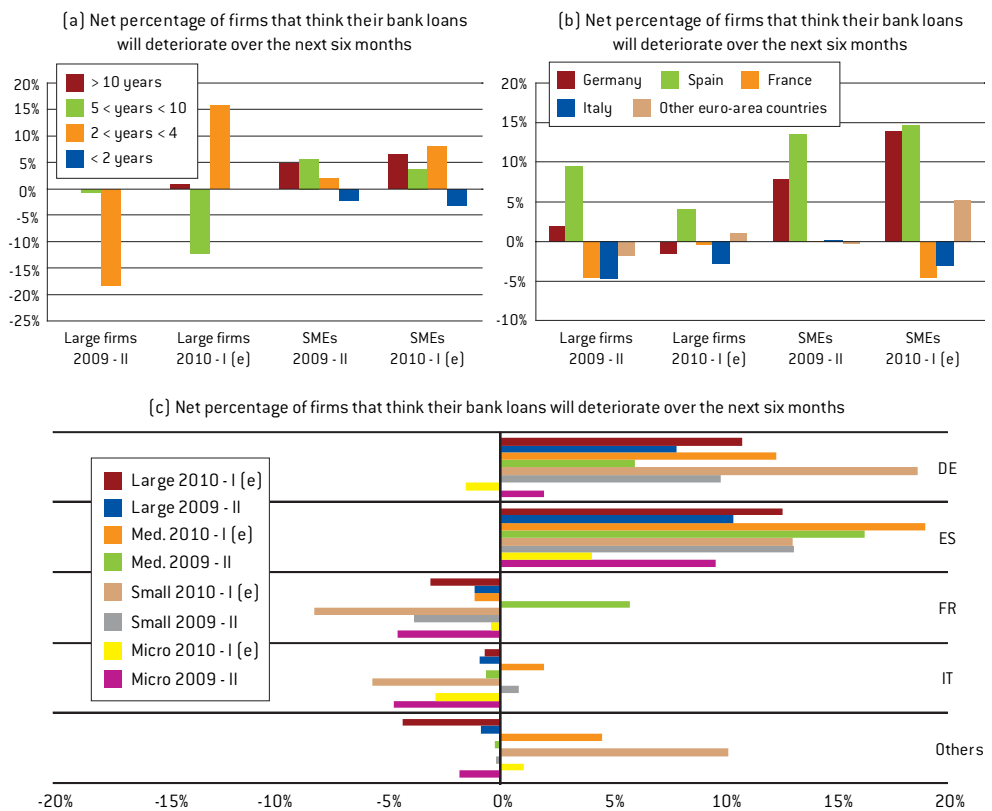 (a) Net percentage of firms that think their bank loans
will deteriorate over the next six months
20%
15%
10%
5%
0%
-5%
-10%
-15%
-20%
-25%
> 10 years
5 < years < 10
2 < years < 4
< 2 years
Large firms
2009 - II
Large firms
2010 - I (e)
SMEs
2009 - II
SMEs
2010 - I (e)
(b) Net percentage of firms that think their bank loans
will deteriorate over the next six months
20%
15%
10%
5%
0%
-5%
-10%
Germany Spain France
Italy Other euro-area countries
Large firms
2009 - II
Large firms
2010 - I (e)
SMEs
2009 - II
SMEs
2010 - I (e)
(c) Net percentage of firms that think their bank loans will deteriorate over the next six months
Large 2010 - I (e)
Large 2009 - II
Med. 2010 - I (e)
Med. 2009 - II
Small 2010 - I (e)
Small 2009 - II
Micro 2010 - I (e)
Micro 2009 - II
DE
ES
FR
IT
Others
-20% -15% -10% -5% 0% 5% 10% 15% 20%